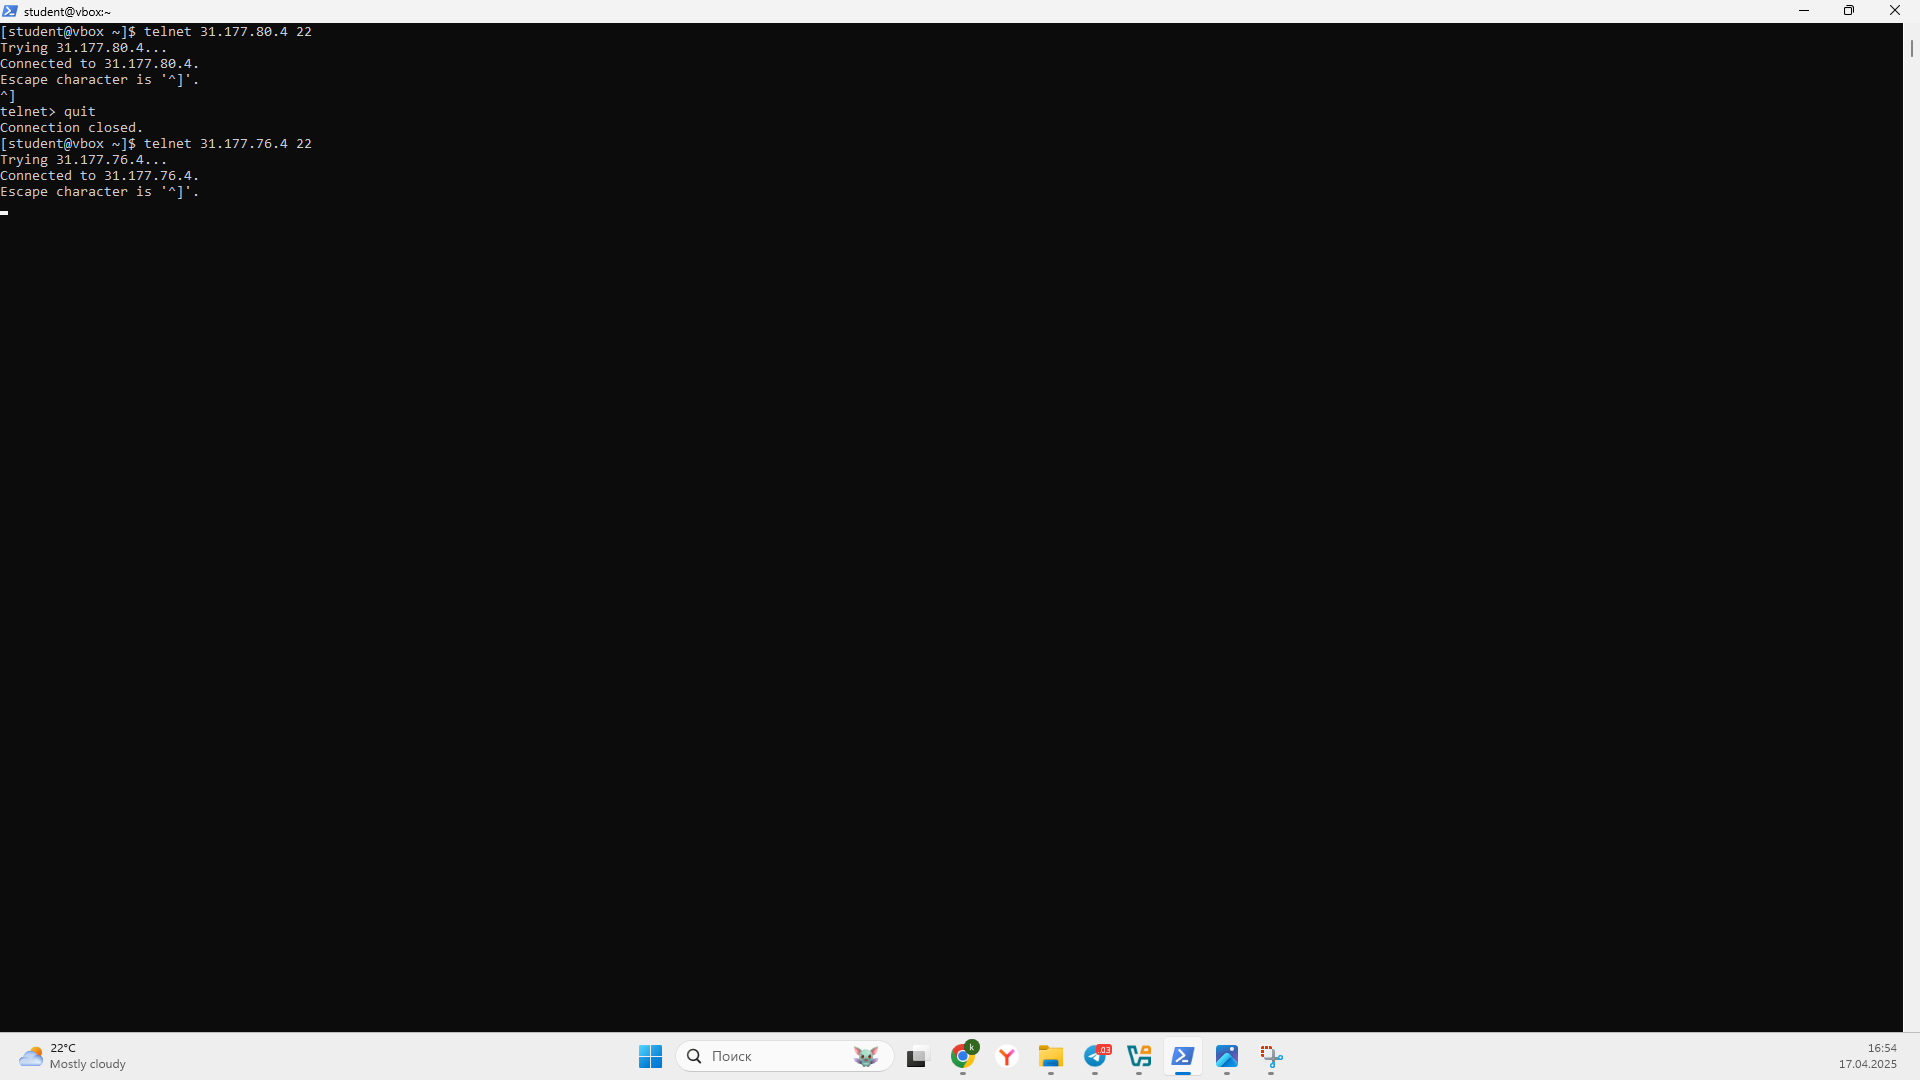 student@vbox:~
[student@vbox ~]$ telnet 31.177.80.4 22
Trying 31.177.80.4...
Connected to 31.177.80.4.
Escape character is '^]'.
^]
telnet> quit
Connection closed.
[student@vbox ~]$ telnet 31.177.76.4 22
Trying 31.177.76.4...
Connected to 31.177.76.4.
Escape character is '^]'.
22°C
Mostly cloudy
Поиск
k
.03
16:54
17.04.2025